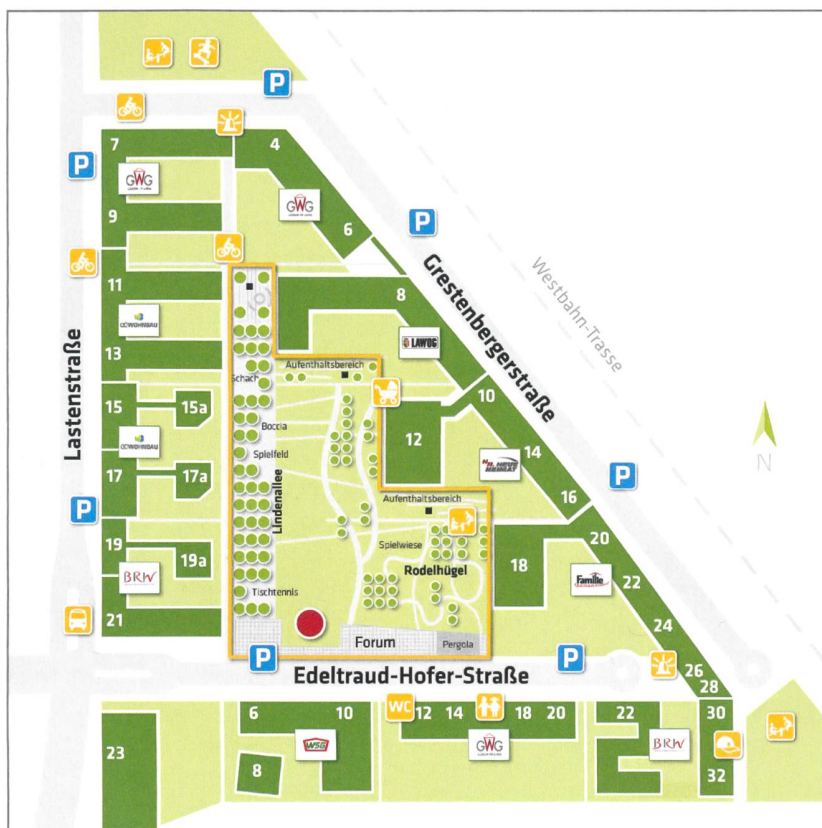 P
P
7
4
GWG
9
GWG
6
P
11
8
Grestenbergerstraße
Westbahn-Trasse
LAWOG
13
Lastenstraße
Aufenthaltsbereich
Schach
10
N
15
15a
Boccia
12
14
NEUE HEIMAT
Spielfeld
17
17a
Lindenallee
16
P
P
Aufenthaltsbereich
19
19a
Spielwiese
20
BRW
Rodelhügel
18
Familie
22
Tischtennis
21
24
Forum
Pergola
P
P
26
Edeltraud-Hofer-Straße
28
6
10
WC
12
14
18
20
22
30
WSG
GWG
BRW
23
8
32